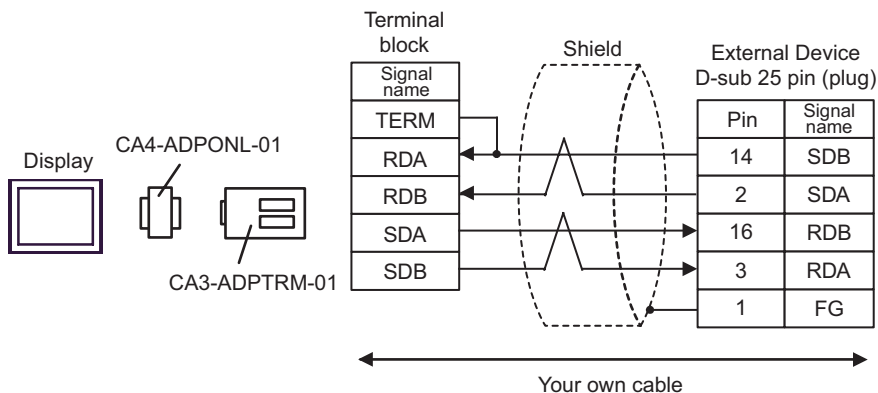 Terminal
block
Shield
External Device
D-sub 25 pin (plug)
Display
CA4-ADPONL-01
CA3-ADPTRM-01
Signal
name
TERM
RDA
RDB
SDA
SDB
Pin
Signal
name
14 SDB
2 SDA
16 RDB
3 RDA
1 FG
Your own cable